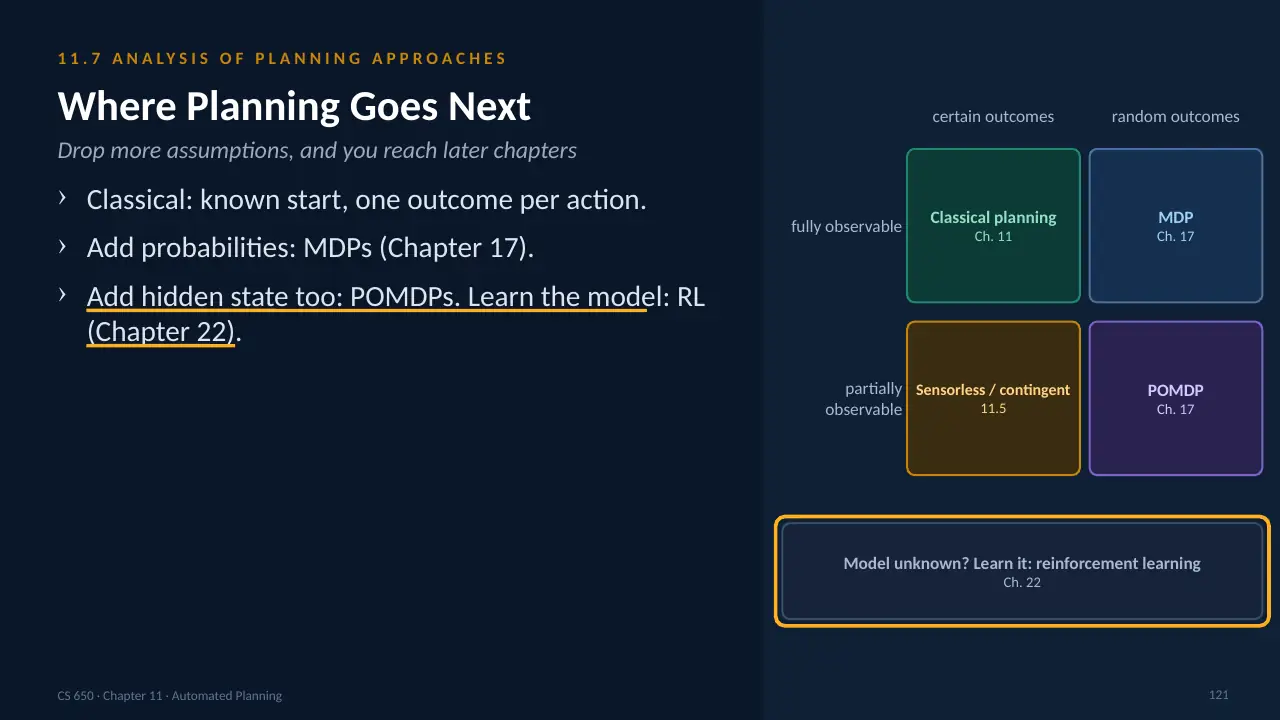 11.7 ANALYSIS OF PLANNING APPROACHES
Where Planning Goes Next
Drop more assumptions, and you reach later chapters
› Classical: known start, one outcome per action.
› Add probabilities: MDPs (Chapter 17).
› Add hidden state too: POMDPs. Learn the model: RL
(Chapter 22).
certain outcomes
random outcomes
fully observable
Classical planning
Ch. 11
MDP
Ch. 17
partially
observable
Sensorless / contingent
11.5
POMDP
Ch. 17
Model unknown? Learn it: reinforcement learning
Ch. 22
CS 650 · Chapter 11 · Automated Planning
121